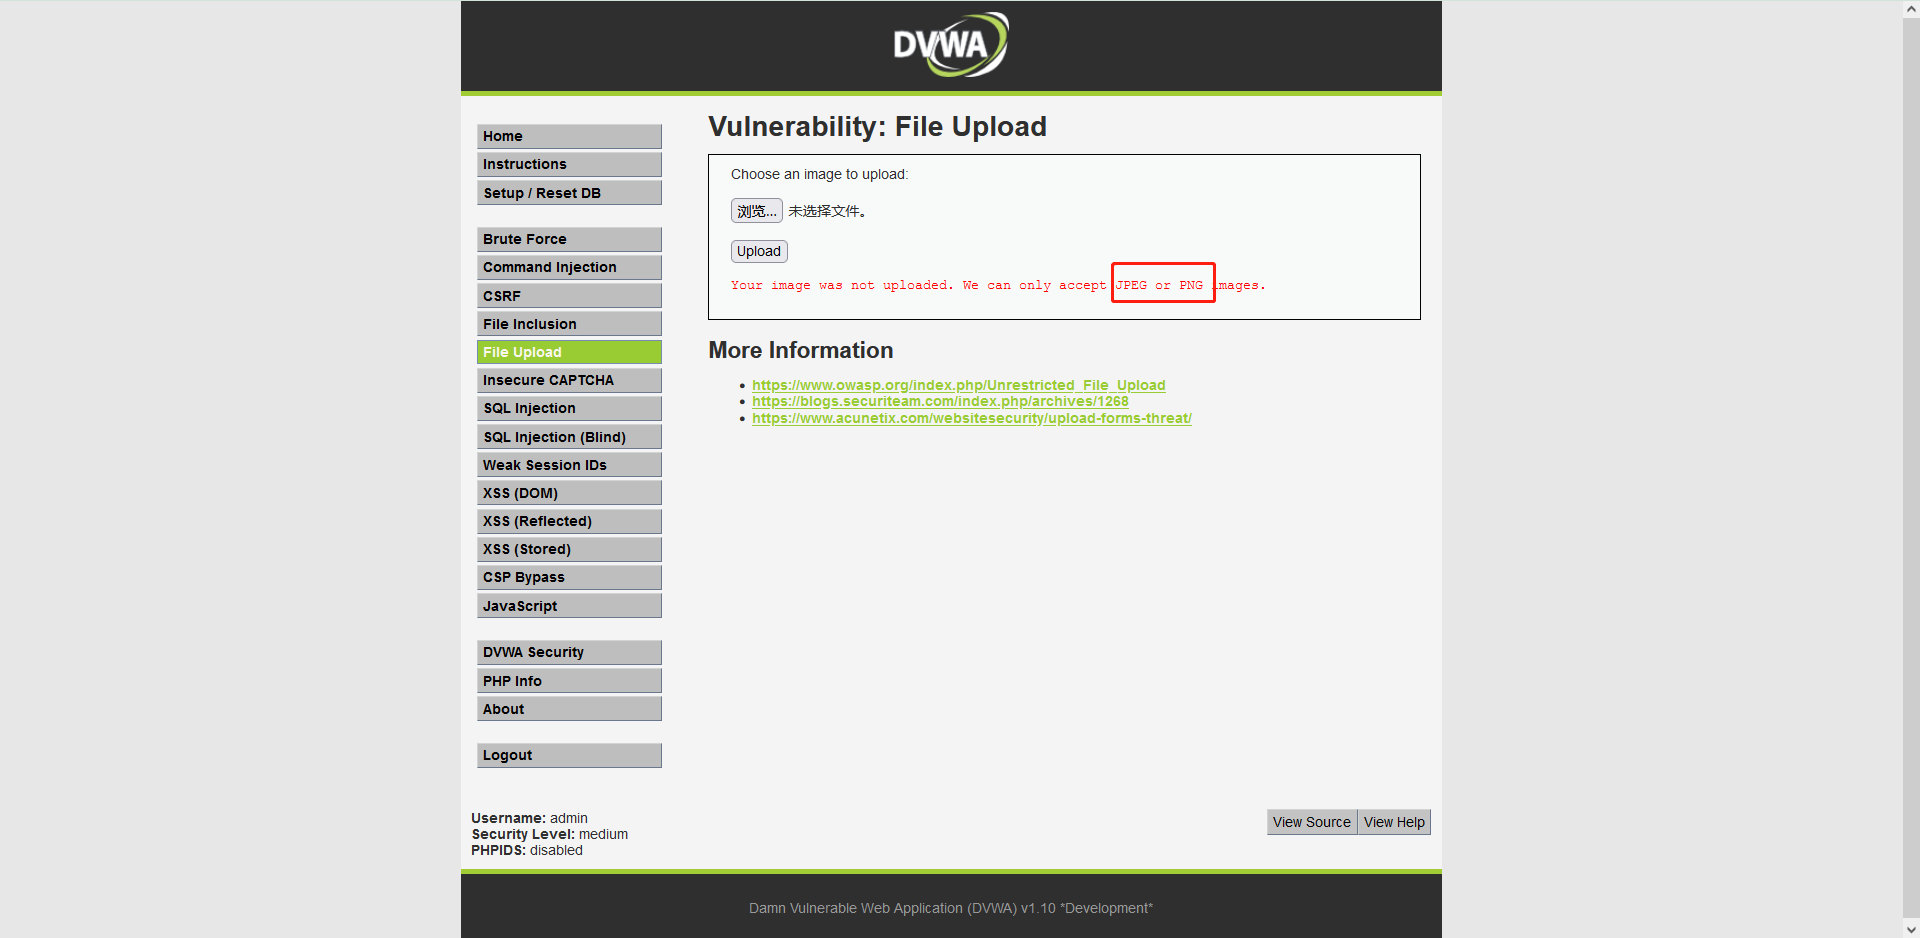 DVWA
Vulnerability: File Upload
Home
Instructions
Setup / Reset DB
Brute Force
Command Injection
CSRF
File Inclusion
File Upload
Insecure CAPTCHA
SQL Injection
SQL Injection (Blind)
Weak Session IDs
XSS (DOM)
XSS (Reflected)
XSS (Stored)
CSP Bypass
JavaScript
DVWA Security
PHP Info
About
Logout
Choose an image to upload:
浏览... 未选择文件。
Upload
Your image was not uploaded. We can only accept JPEG or PNG images.
More Information
https://www.owasp.org/index.php/Unrestricted_File_Upload
https://blogs.securiteam.com/index.php/archives/1268
https://www.acunetix.com/websitesecurity/upload-forms-threat/
Username: admin
Security Level: medium
PHPIDS: disabled
View Source View Help
Damn Vulnerable Web Application (DVWA) v1.10 *Development*